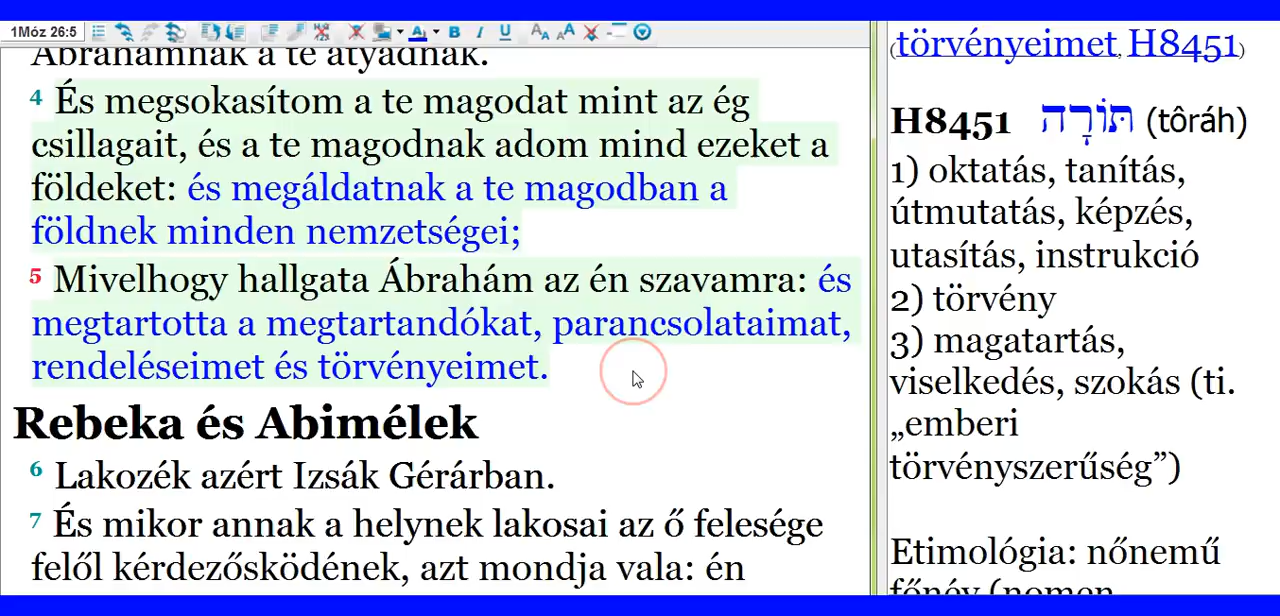 1Móz 26:5
Ábrahámnak a te atyádnak.
4 És megsokasítom a te magodat mint az ég
csillagait, és a te magodnak adom mind ezeket a
földeket: és megáldatnak a te magodban a
földnek minden nemzetségei;
5 Mivelhogy hallgata Ábrahám az én szavamra: és
megtartotta a megtartandókat, parancsolataimat,
rendeléseimet és törvényeimet.
Rebeka és Abimélek
6 Lakozék azért Izsák Gérárban.
7 És mikor annak a helynek lakosai az ő felesége
felől kérdezősködének, azt mondja vala: én
(törvényeimet, H8451)
H8451 תּוֹרָה (tôráh)
1) oktatás, tanítás,
útmutatás, képzés,
utasítás, instrukció
2) törvény
3) magatartás,
viselkedés, szokás (ti.
„emberi
törvényszerűség”)
Etimológia: nőnemű
főnév (nomen